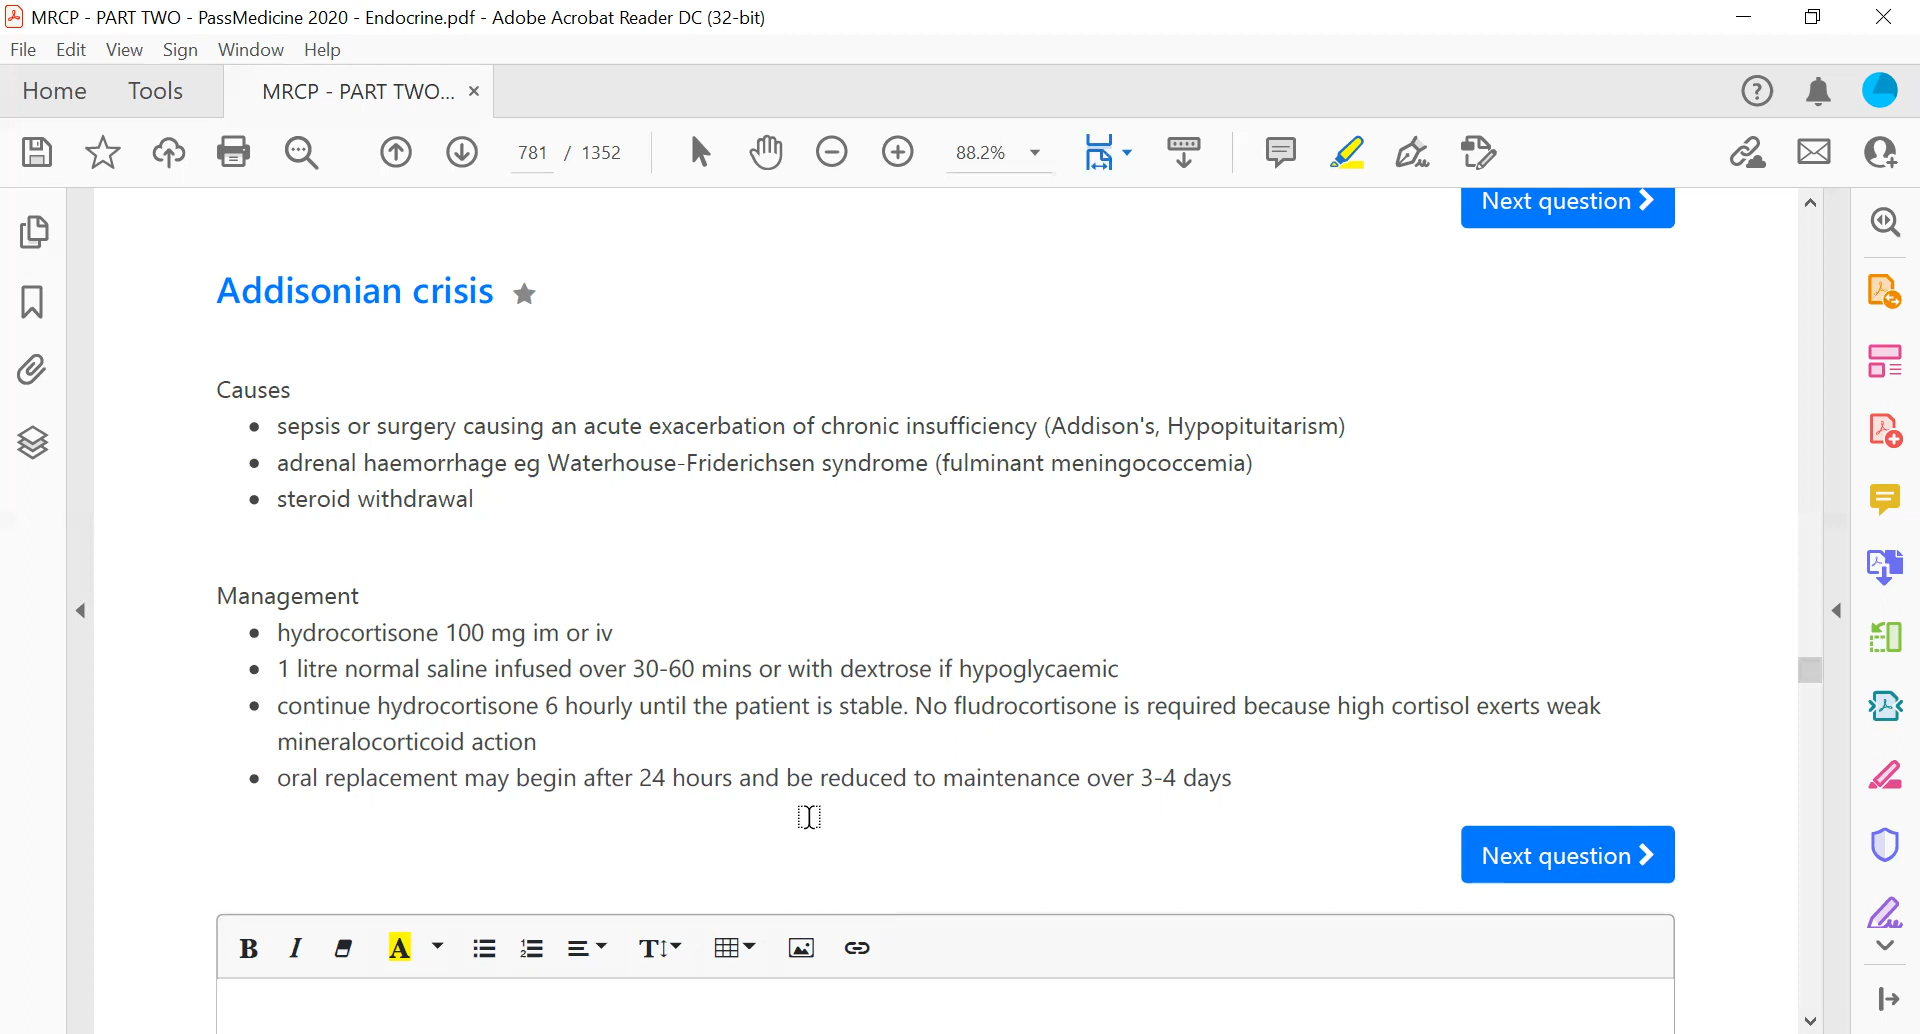 MRCP - PART TWO - PassMedicine 2020 - Endocrine.pdf - Adobe Acrobat Reader DC (32-bit)
File Edit View Sign Window Help
Home Tools MRCP - PART TWO... ×
781 / 1352 88.2%
Next question
Addisonian crisis
Causes
• sepsis or surgery causing an acute exacerbation of chronic insufficiency (Addison's, Hypopituitarism)
• adrenal haemorrhage eg Waterhouse-Friderichsen syndrome (fulminant meningococcemia)
• steroid withdrawal
Management
• hydrocortisone 100 mg im or iv
• 1 litre normal saline infused over 30-60 mins or with dextrose if hypoglycaemic
• continue hydrocortisone 6 hourly until the patient is stable. No fludrocortisone is required because high cortisol exerts weak
mineralocorticoid action
• oral replacement may begin after 24 hours and be reduced to maintenance over 3-4 days
Next question
B I A T